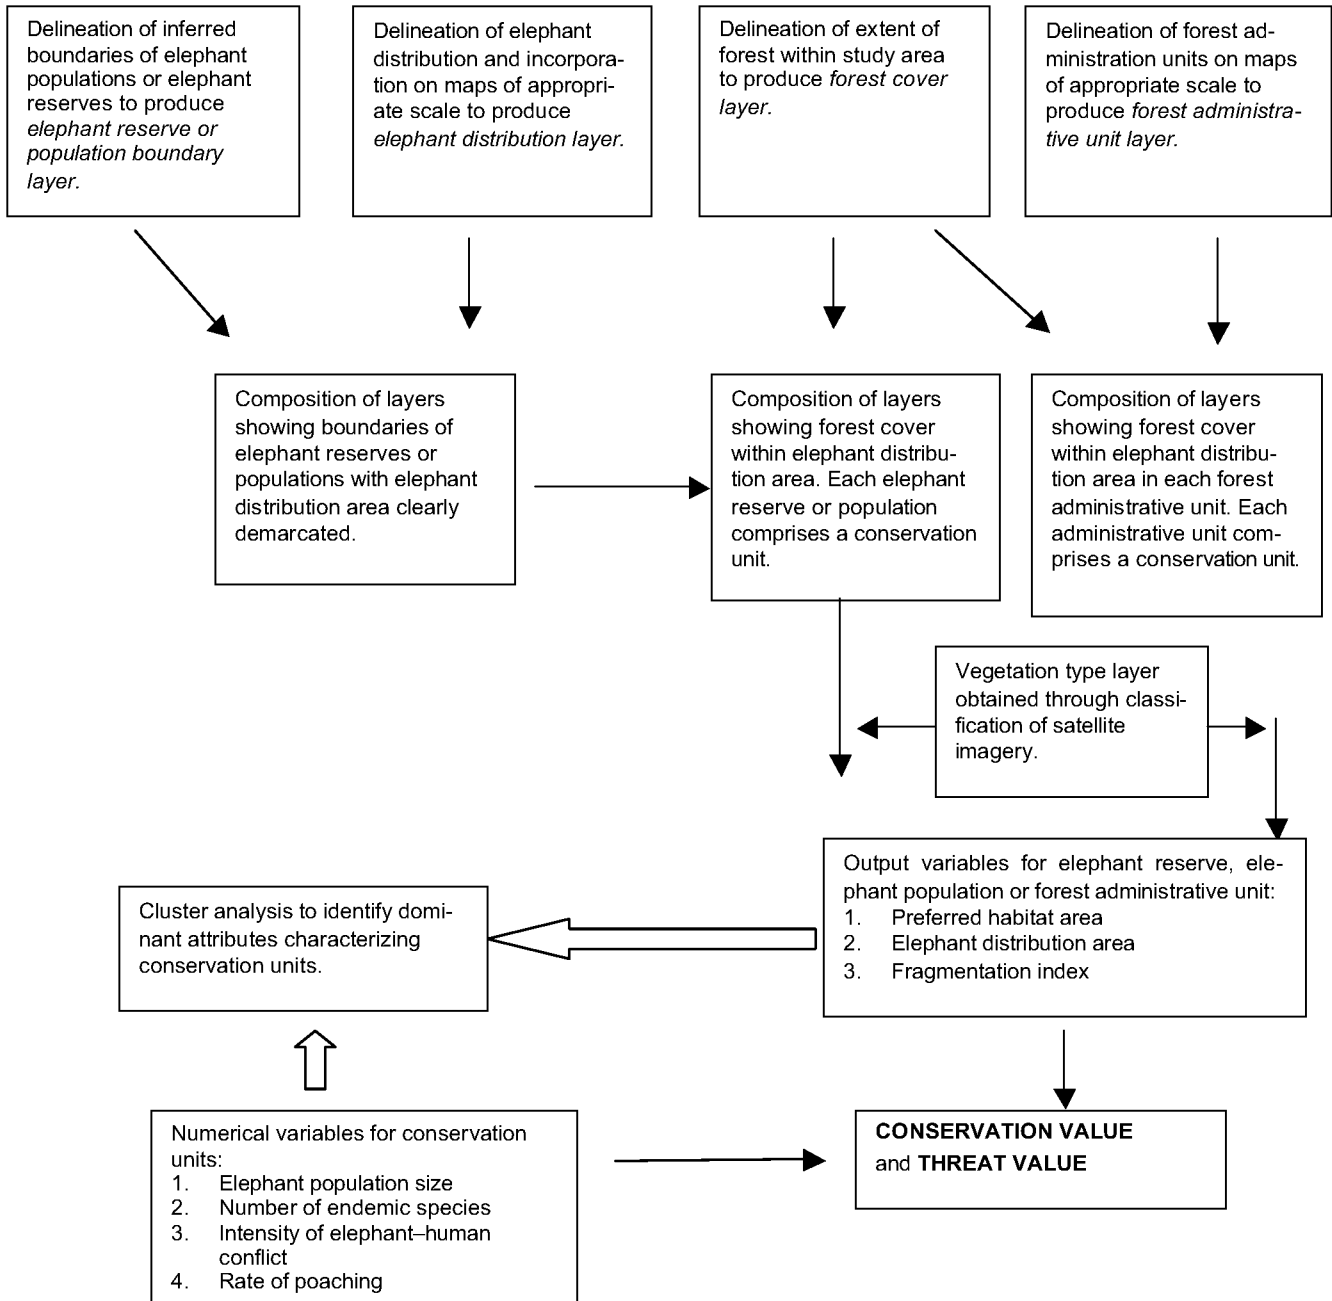 Delineation of inferred
boundaries of elephant
populations or elephant
reserves to produce
elephant reserve or
population boundary
layer.
Delineation of elephant
distribution and incorpora-
tion on maps of appropri-
ate scale to produce
elephant distribution layer.
Delineation of extent of
forest within study area
to produce forest cover
layer.
Delineation of forest ad-
ministration units on maps
of appropriate scale to
produce forest administra-
tive unit layer.
Composition of layers
showing boundaries of
elephant reserves or
populations with elephant
distribution area clearly
demarcated.
Composition of layers
showing forest cover
within elephant distribu-
tion area. Each elephant
reserve or population
comprises a conservation
unit.
Composition of layers
showing forest cover
within elephant distribu-
tion area in each forest
administrative unit. Each
administrative unit com-
prises a conservation unit.
Vegetation type layer
obtained through classi-
fication of satellite
imagery.
Output variables for elephant reserve, ele-
phant population or forest administrative unit:
1. Preferred habitat area
2. Elephant distribution area
3. Fragmentation index
Cluster analysis to identify domi-
nant attributes characterizing
conservation units.
Numerical variables for conservation
units:
1. Elephant population size
2. Number of endemic species
3. Intensity of elephant–human
conflict
4. Rate of poaching
CONSERVATION VALUE
and THREAT VALUE